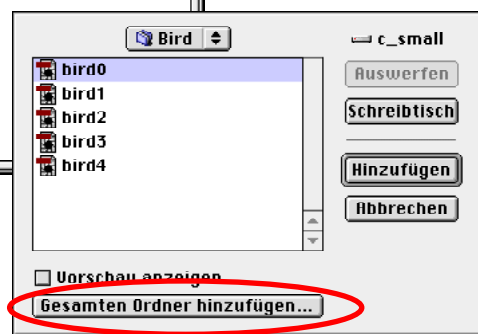 Bird
c_small
bird0
bird1
bird2
bird3
bird4
Auswerfen
Schreibtisch
Hinzufügen
Abbrechen
Vorschau anzeigen
Gesamten Ordner hinzufügen...